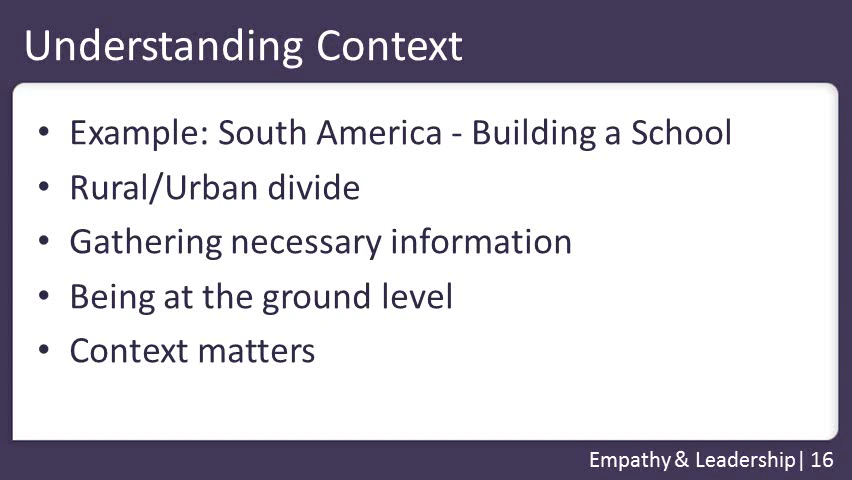 Understanding Context
• Example: South America - Building a School
• Rural/Urban divide
• Gathering necessary information
• Being at the ground level
• Context matters
Empathy & Leadership| 16